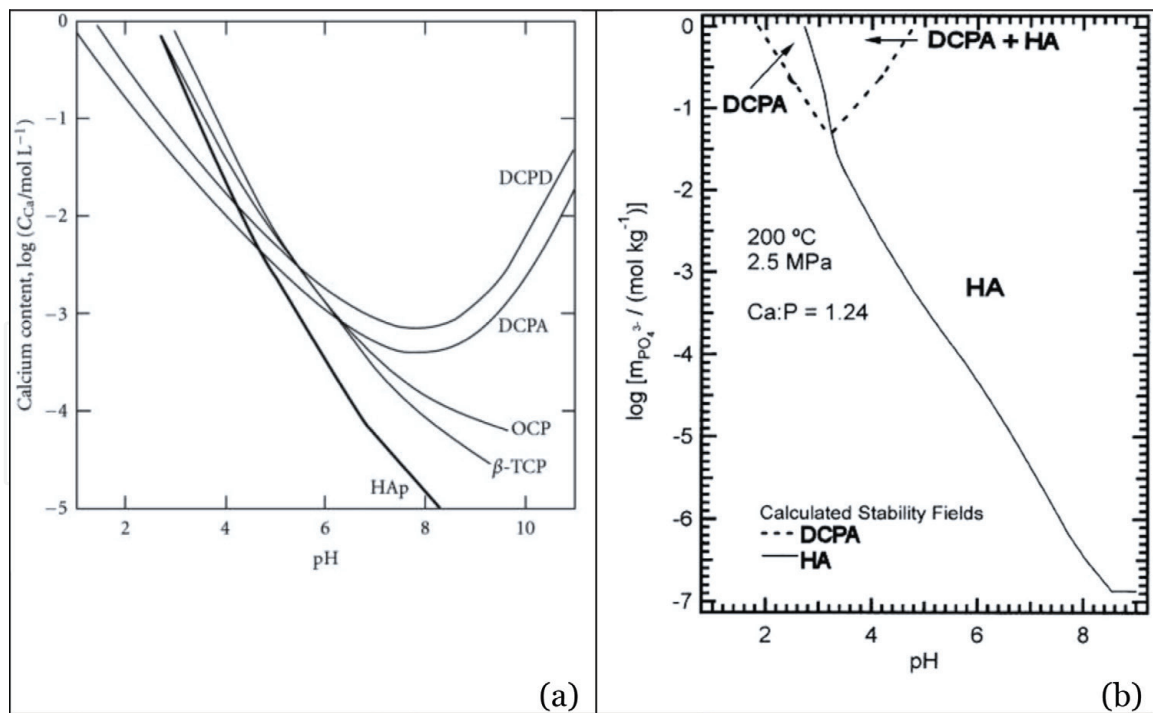 0
−1
−2
−3
−4
−5
Calcium content, log (C_Ca/mol L⁻¹)
DCPD
DCPA
OCP
β-TCP
HAp
2
4
6
8
10
pH
(a)
0
-1
-2
-3
-4
-5
-6
-7
log [m_PO₄³⁻ / (mol kg⁻¹)]
DCPA + HA
DCPA
200 ºC
2.5 MPa
Ca:P = 1.24
HA
Calculated Stability Fields
DCPA
HA
2
4
6
8
pH
(b)